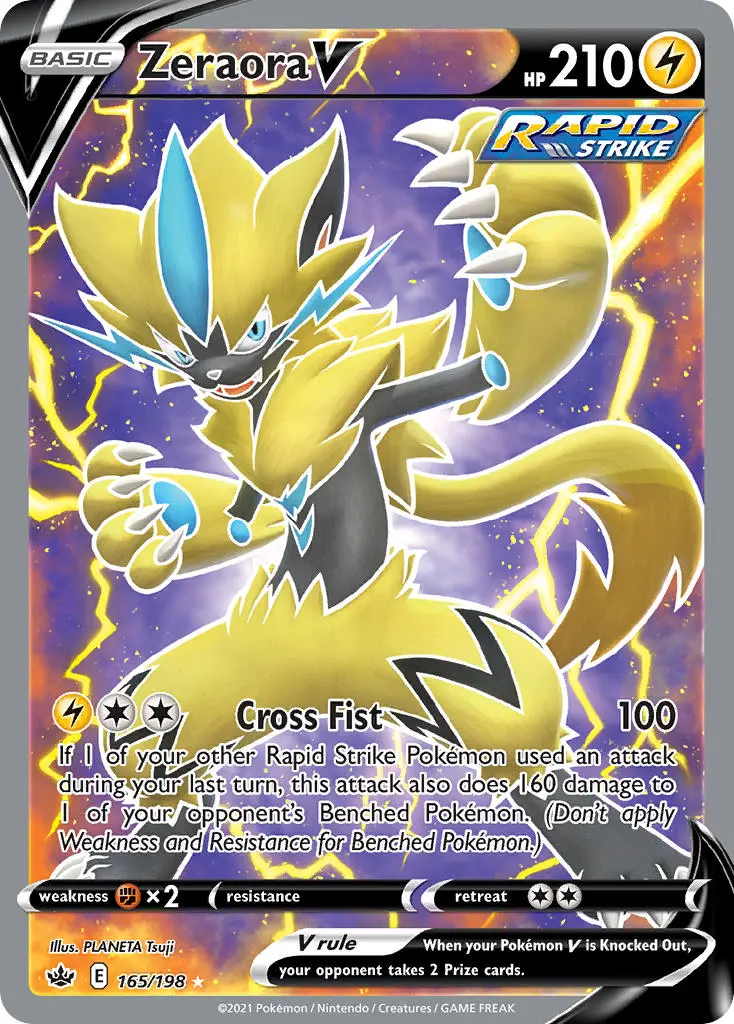 BASIC
Zeraora V
HP 210
RAPID
STRIKE
Cross Fist 100
If 1 of your other Rapid Strike Pokémon used an attack
during your last turn, this attack also does 160 damage to
1 of your opponent's Benched Pokémon. (Don't apply
Weakness and Resistance for Benched Pokémon.)
weakness ×2 resistance retreat
Illus. PLANETA Tsuji
V rule When your Pokémon V is Knocked Out,
your opponent takes 2 Prize cards.
E 165/198
©2021 Pokémon / Nintendo / Creatures / GAME FREAK